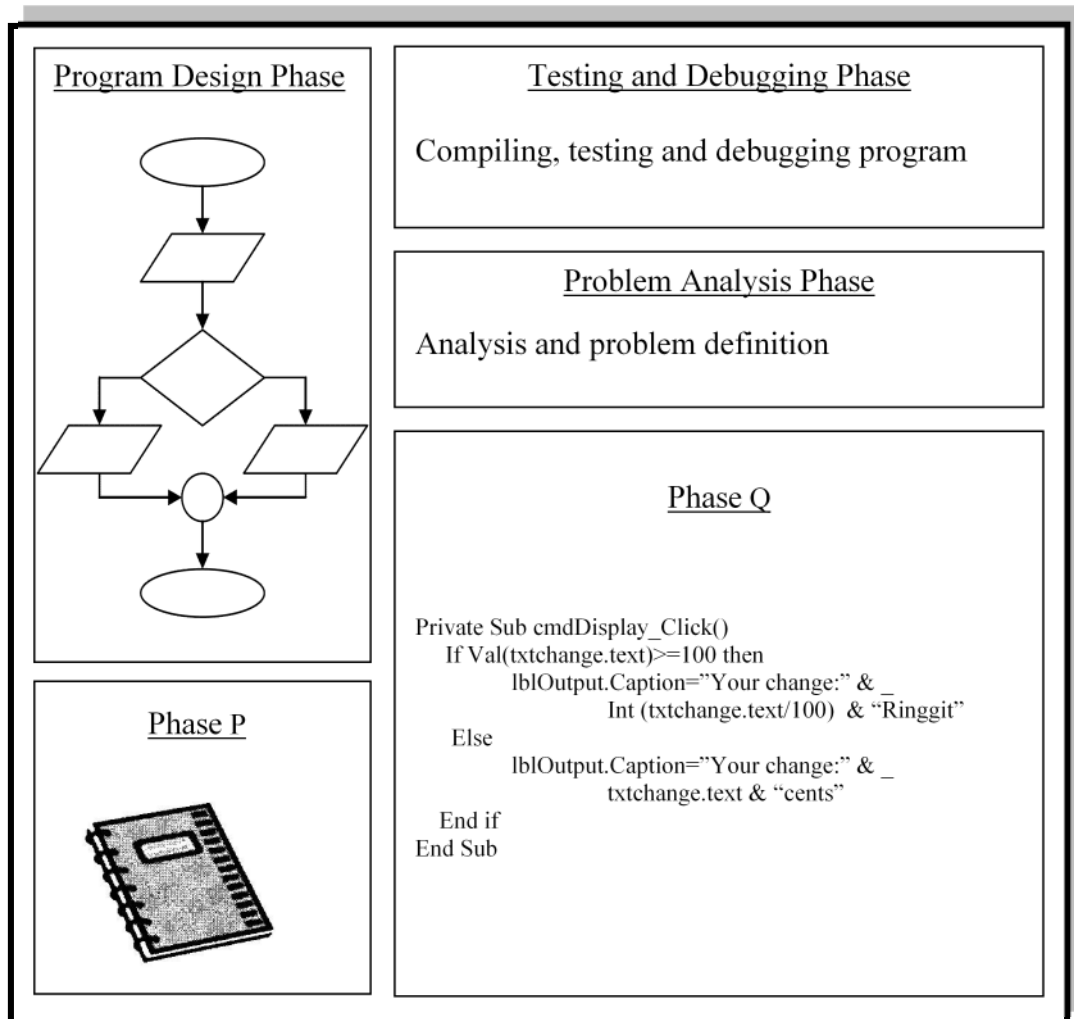 Program Design Phase
Testing and Debugging Phase
Compiling, testing and debugging program
Problem Analysis Phase
Analysis and problem definition
Phase P
Phase Q
Private Sub cmdDisplay_Click()
If Val(txtchange.text)>=100 then
lblOutput.Caption=”Your change:” & _
Int (txtchange.text/100) & “Ringgit”
Else
lblOutput.Caption=”Your change:” & _
txtchange.text & “cents”
End if
End Sub